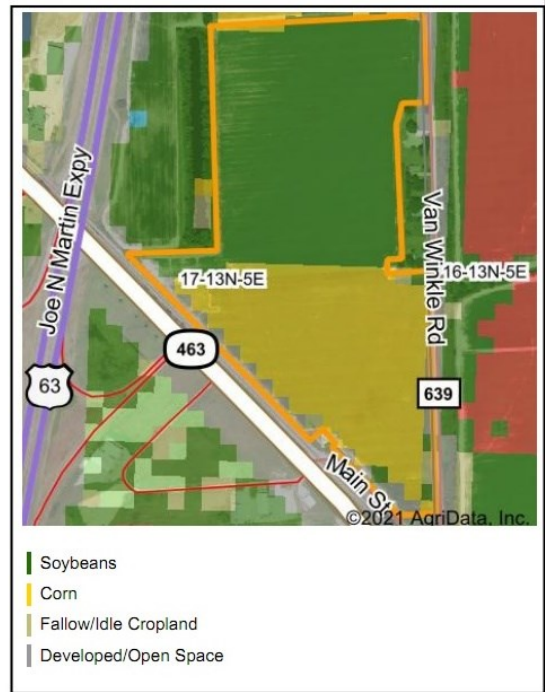 Joe N Martin Expy
17-13N-5E
Van Winkle Rd
16-13N-5E
463
63
639
Main St
©2021 AgriData, Inc.
Soybeans
Corn
Fallow/Idle Cropland
Developed/Open Space